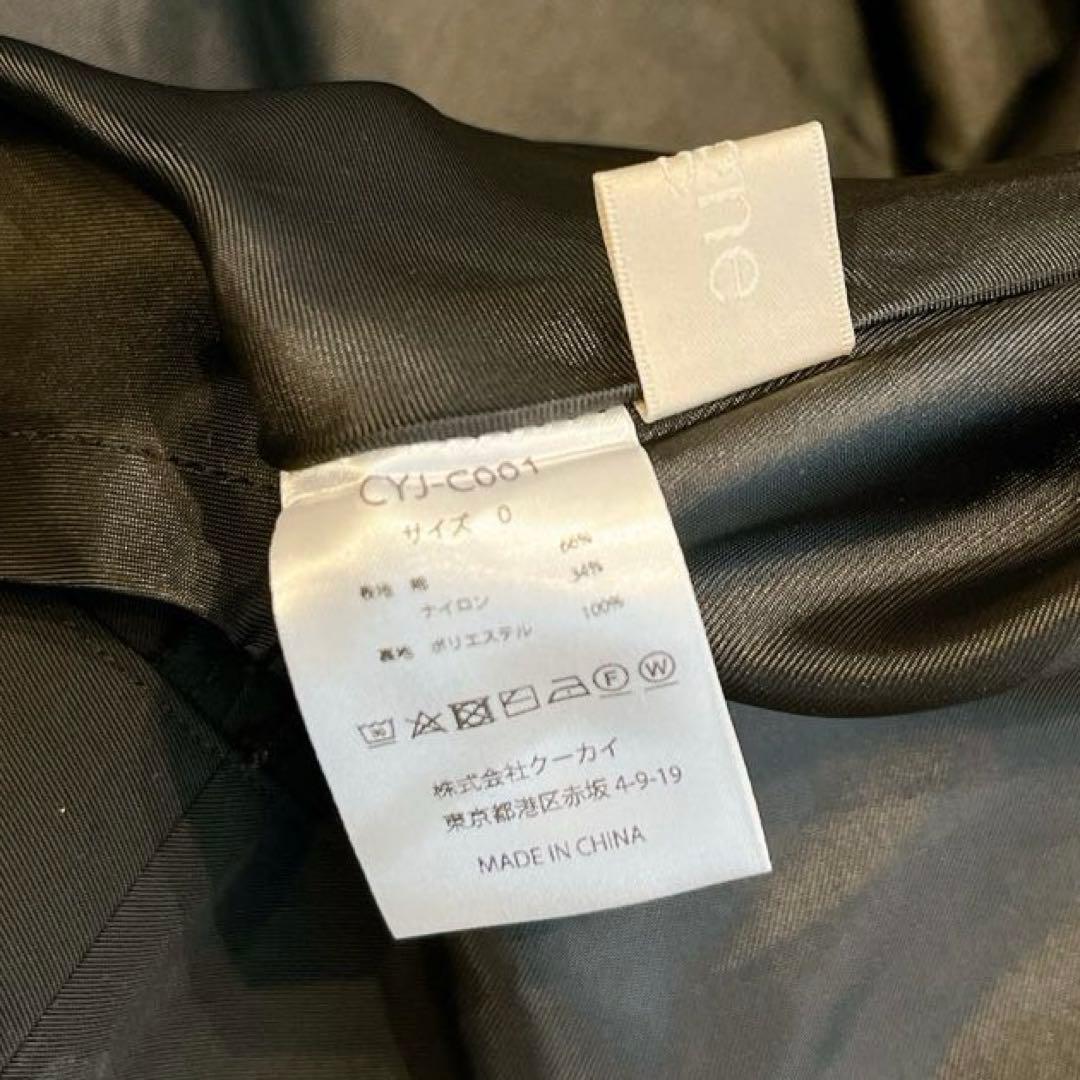 ene
CYJ-C001
サイズ 0
表地 綿 66%
ナイロン 34%
裏地 ポリエステル 100%
F W
株式会社クーカイ
東京都港区赤坂 4-9-19
MADE IN CHINA